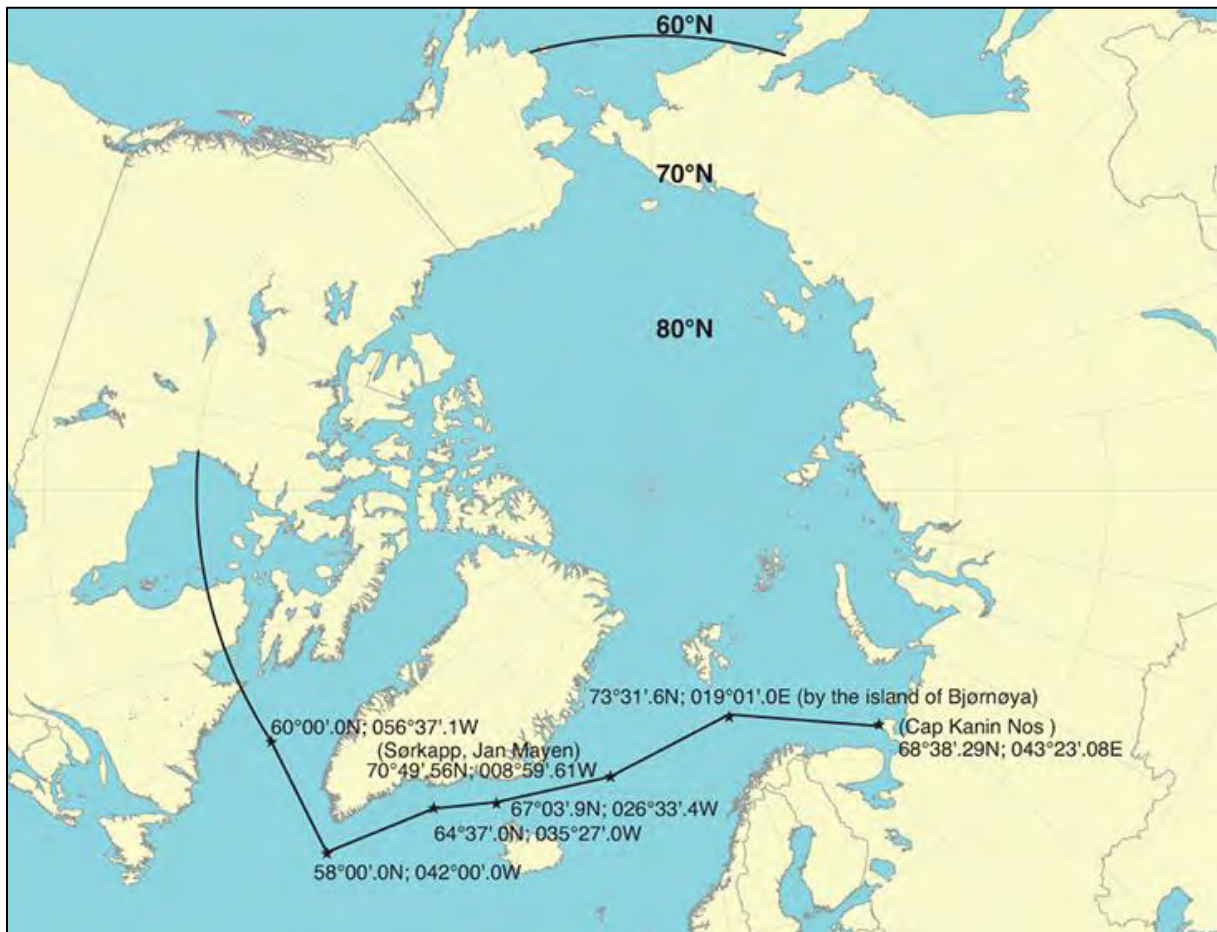 60°N
70°N
80°N
73°31'.6N; 019°01'.0E (by the island of Bjørnøya)
60°00'.0N; 056°37'.1W
(Cap Kanin Nos )
68°38'.29N; 043°23'.08E
(Sørkapp, Jan Mayen)
70°49'.56N; 008°59'.61W
67°03'.9N; 026°33'.4W
64°37'.0N; 035°27'.0W
58°00'.0N; 042°00'.0W